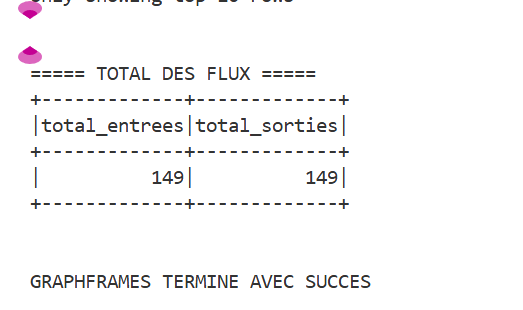 ===== TOTAL DES FLUX =====
+-------------+-------------+
|total_entrees|total_sorties|
+-------------+-------------+
|          149|          149|
+-------------+-------------+
GRAPHFRAMES TERMINE AVEC SUCCES